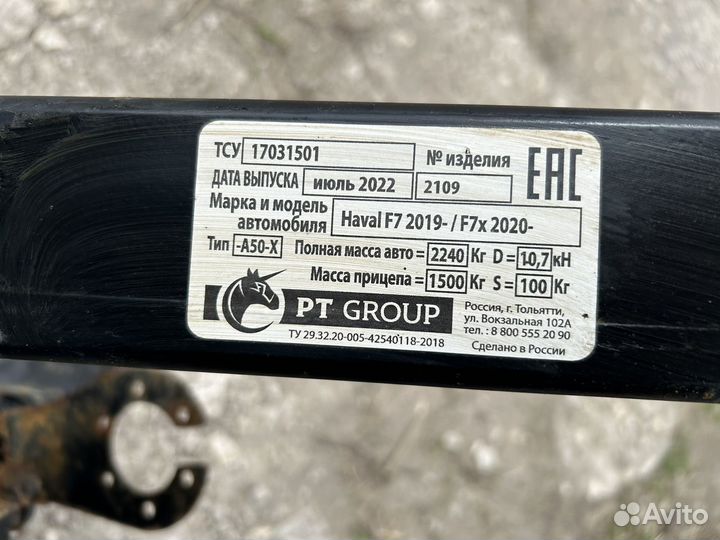 ТСУ 17031501 № изделия EAC
ДАТА ВЫПУСКА июль 2022 2109
Марка и модель автомобиля Haval F7 2019- / F7x 2020-
Тип -A50-X Полная масса авто = 2240 Кг D = 10,7 кН
Масса прицепа = 1500 Кг S = 100 Кг
PT GROUP
ТУ 29.32.20-005-42540118-2018
Россия, г. Тольятти,
ул. Вокзальная 102А
тел.: 8 800 555 20 90
Сделано в России
Avito